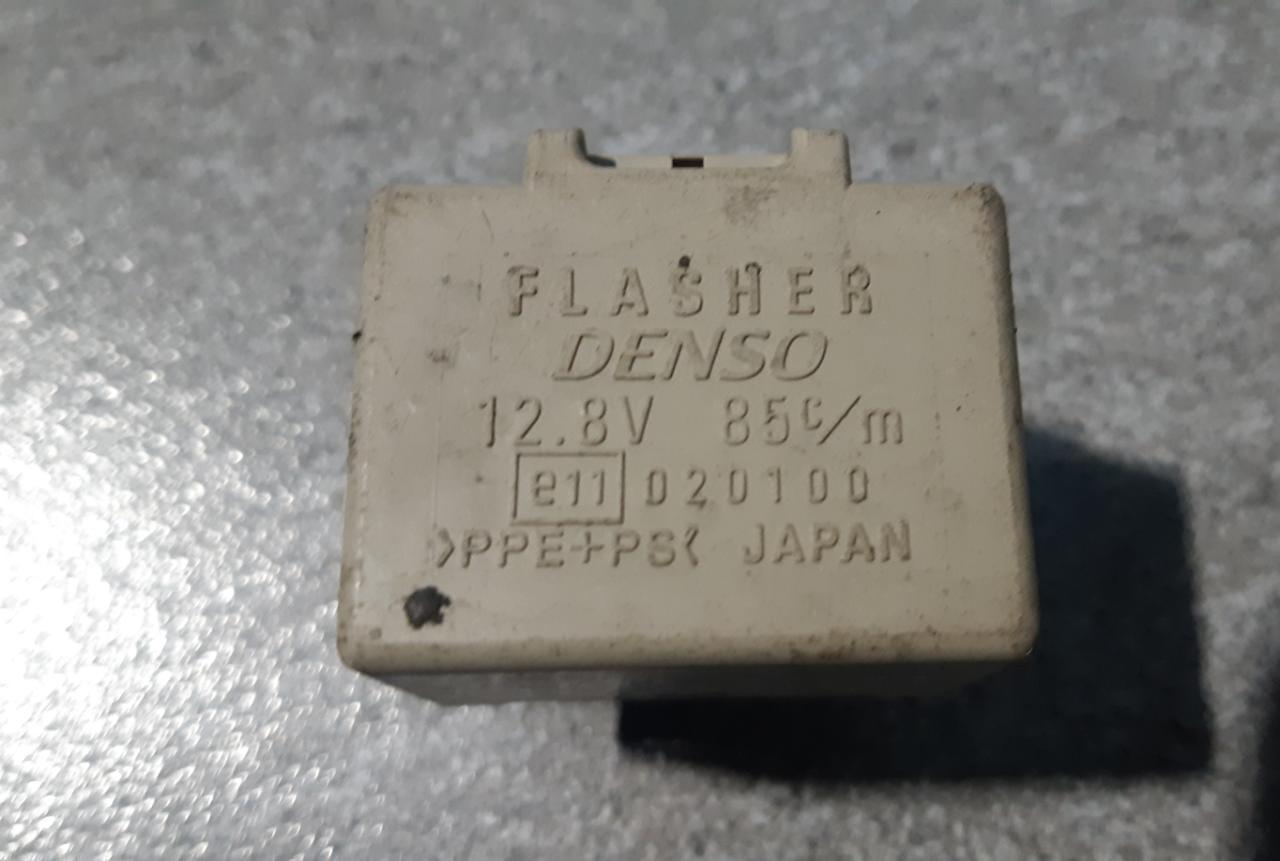 FLASHER
DENSO
12.8V 85c/m
e11 020100
>PPE+PS< JAPAN